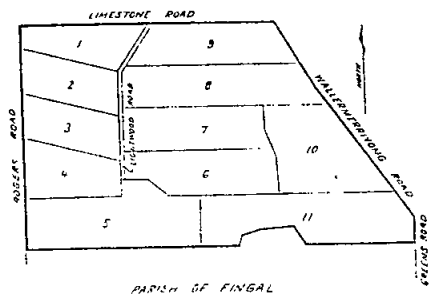 LIMESTONE ROAD
1
9
NORTH
2
8
ROGERS ROAD
LIGHTWOOD ROAD
WALLERMERRIYONG ROAD
3
7
10
4
6
5
11
GREENS ROAD
PARISH OF FINGAL